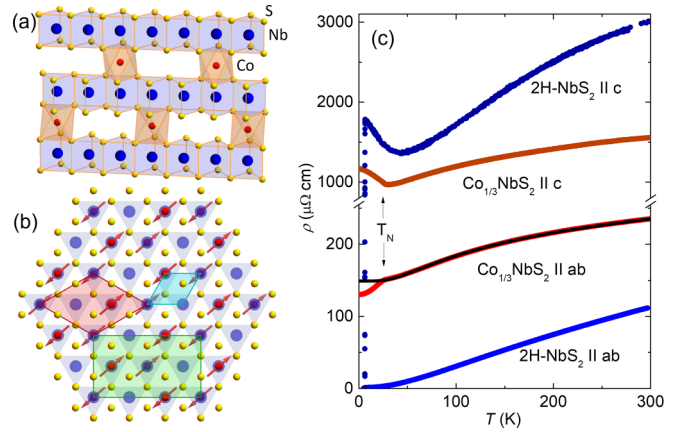 (a)
S
Nb
Co
(b)
(c)
3000
2000
1000
200
100
0
ρ (μΩ cm)
2H-NbS₂ II c
Co₁/₃NbS₂ II c
T_N
Co₁/₃NbS₂ II ab
2H-NbS₂ II ab
0
100
200
300
T (K)